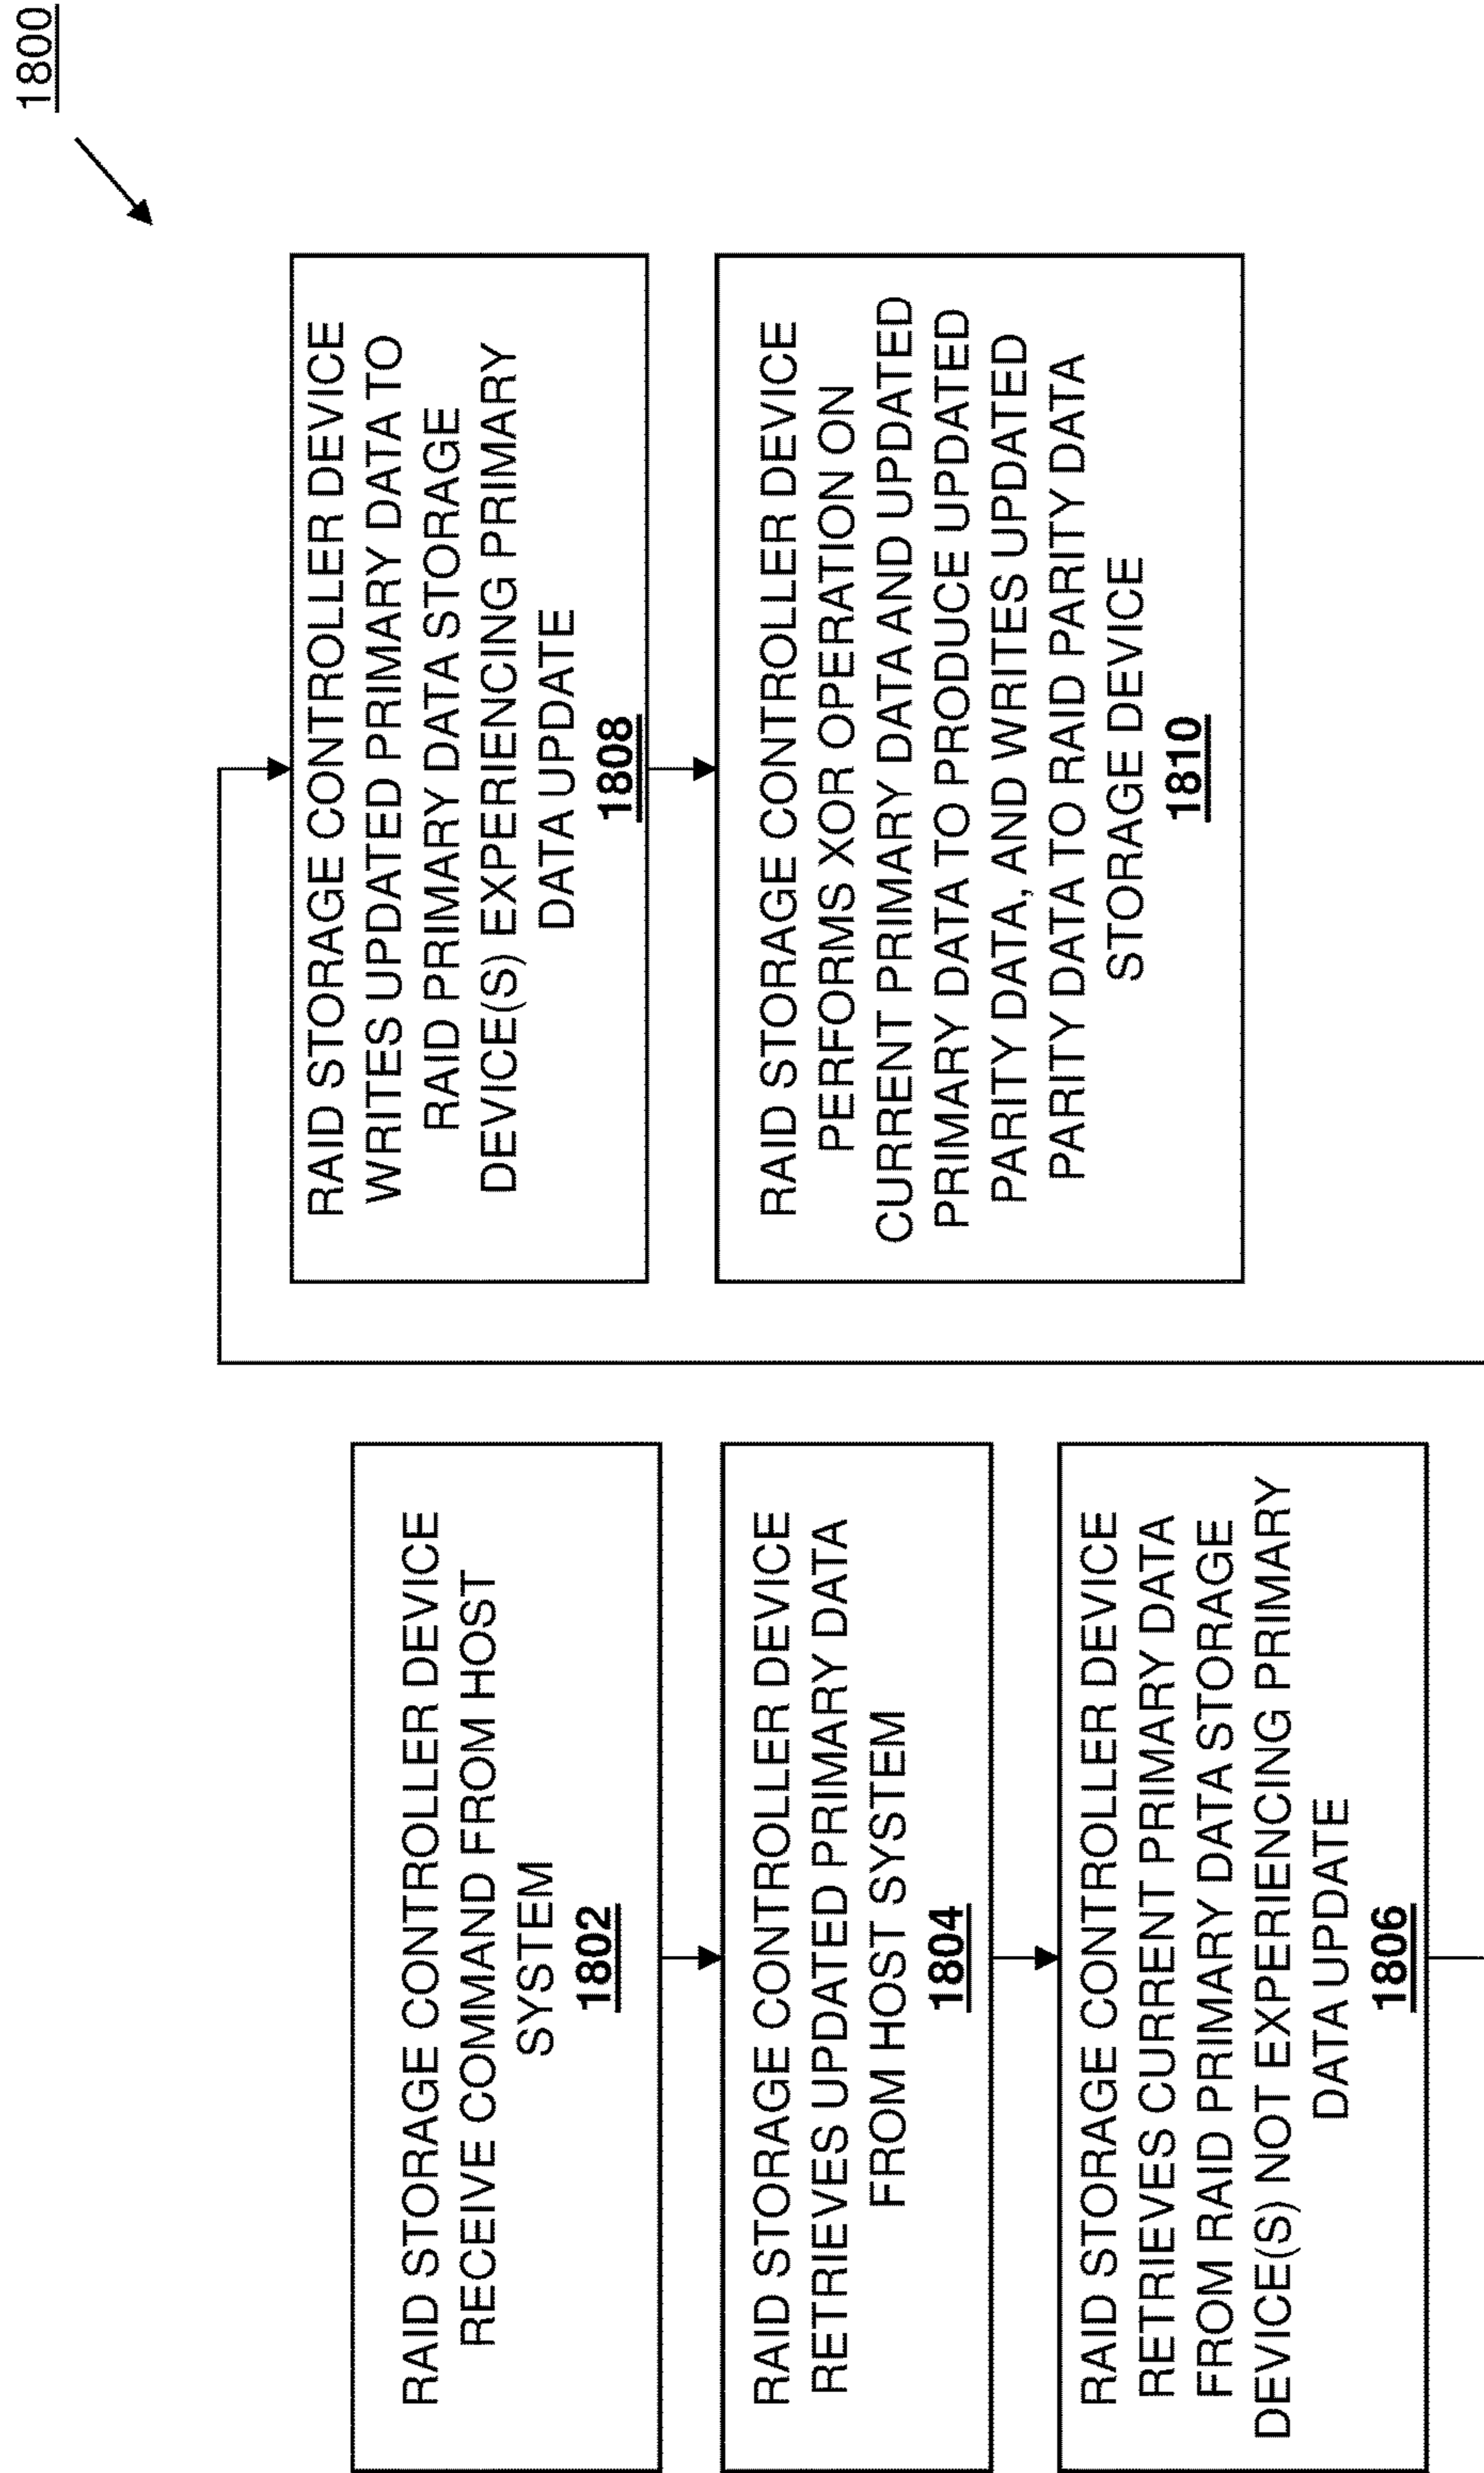 1800
RAID STORAGE CONTROLLER DEVICE
RECEIVE COMMAND FROM HOST
SYSTEM
1802
RAID STORAGE CONTROLLER DEVICE
RETRIEVES UPDATED PRIMARY DATA
FROM HOST SYSTEM
1804
RAID STORAGE CONTROLLER DEVICE
RETRIEVES CURRENT PRIMARY DATA
FROM RAID PRIMARY DATA STORAGE
DEVICE(S) NOT EXPERIENCING PRIMARY
DATA UPDATE
1806
RAID STORAGE CONTROLLER DEVICE
WRITES UPDATED PRIMARY DATA TO
RAID PRIMARY DATA STORAGE
DEVICE(S) EXPERIENCING PRIMARY
DATA UPDATE
1808
RAID STORAGE CONTROLLER DEVICE
PERFORMS XOR OPERATION ON
CURRENT PRIMARY DATA AND UPDATED
PRIMARY DATA TO PRODUCE UPDATED
PARITY DATA, AND WRITES UPDATED
PARITY DATA TO RAID PARITY DATA
STORAGE DEVICE
1810